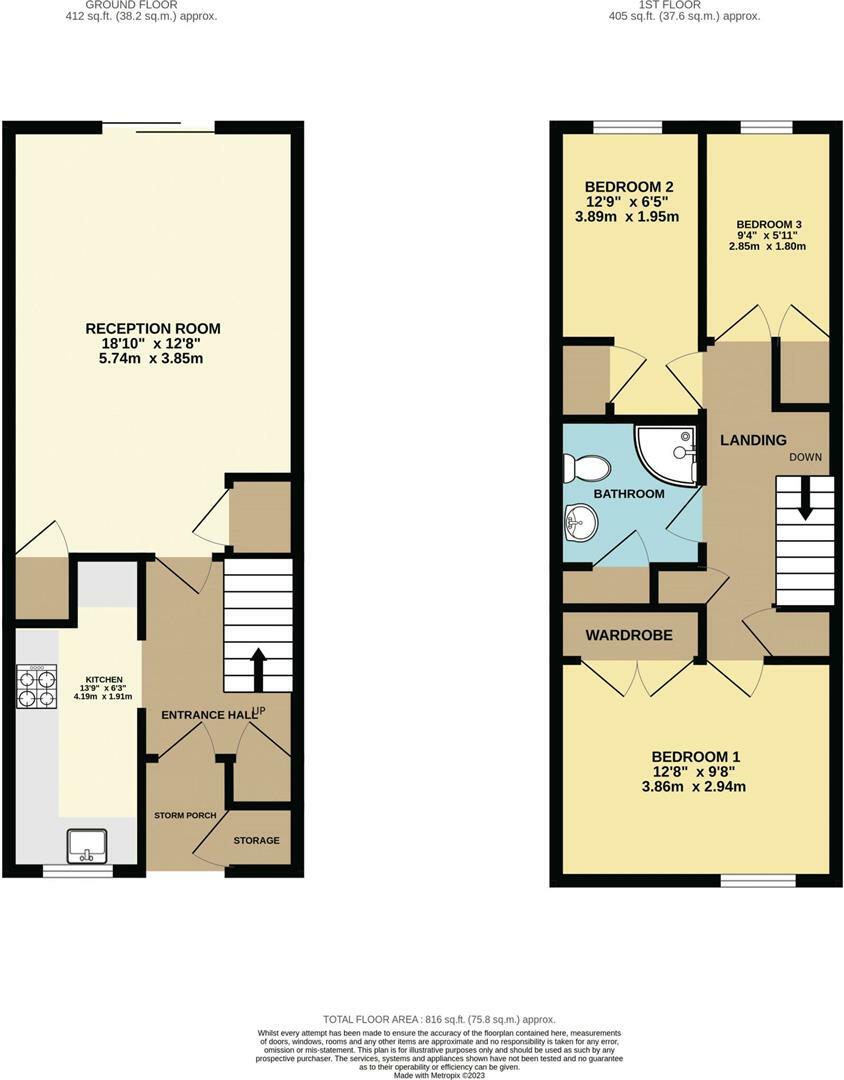 GROUND FLOOR
412 sq.ft. (38.2 sq.m.) approx.
1ST FLOOR
405 sq.ft. (37.6 sq.m.) approx.
RECEPTION ROOM
18'10" x 12'8"
5.74m x 3.85m
KITCHEN
13'9" x 6'3"
4.19m x 1.91m
ENTRANCE HALL
UP
STORM PORCH
STORAGE
BEDROOM 2
12'9" x 6'5"
3.89m x 1.95m
BEDROOM 3
9'4" x 5'11"
2.85m x 1.80m
LANDING
DOWN
BATHROOM
WARDROBE
BEDROOM 1
12'8" x 9'8"
3.86m x 2.94m
TOTAL FLOOR AREA : 816 sq.ft. (75.8 sq.m.) approx.
Whilst every attempt has been made to ensure the accuracy of the floorplan contained here, measurements
of doors, windows, rooms and any other items are approximate and no responsibility is taken for any error,
omission or mis-statement. This plan is for illustrative purposes only and should be used as such by any
prospective purchaser. The services, systems and appliances shown have not been tested and no guarantee
as to their operability or efficiency can be given.
Made with Metropix ©2023